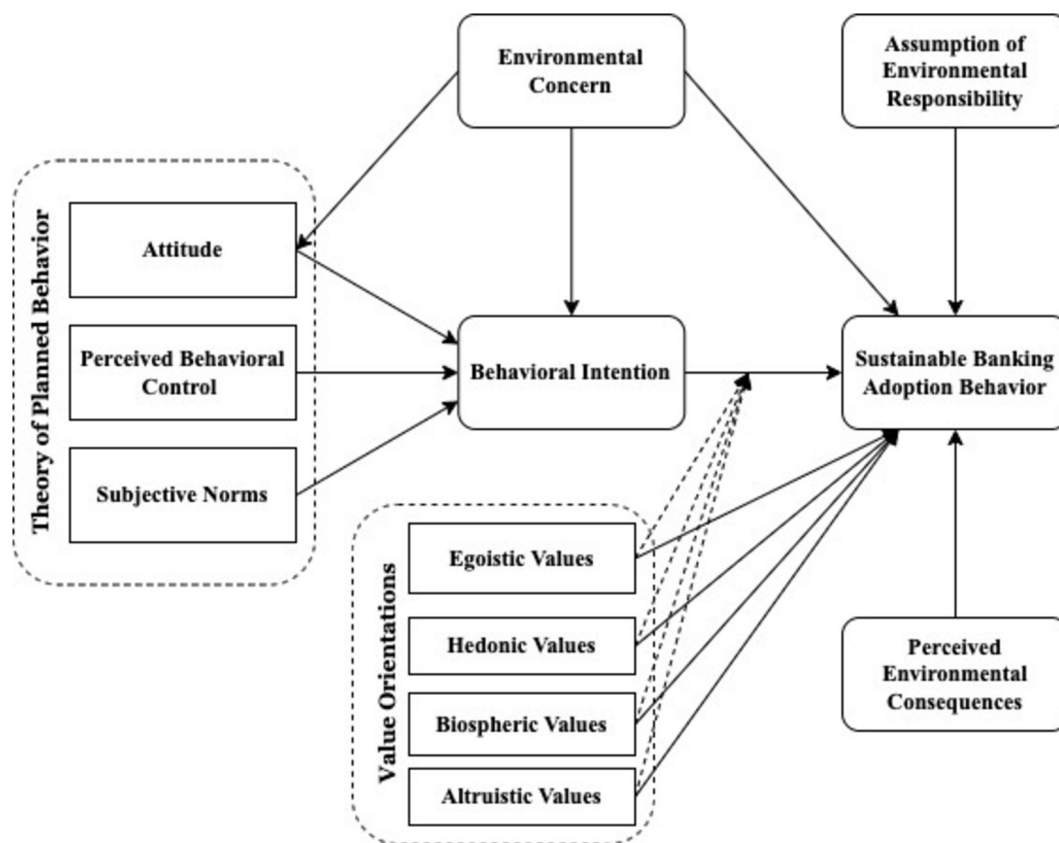 Environmental
Concern
Assumption of
Environmental
Responsibility
Theory of Planned Behavior
Attitude
Perceived Behavioral
Control
Subjective Norms
Behavioral Intention
Sustainable Banking
Adoption Behavior
Value Orientations
Egoistic Values
Hedonic Values
Biospheric Values
Altruistic Values
Perceived
Environmental
Consequences